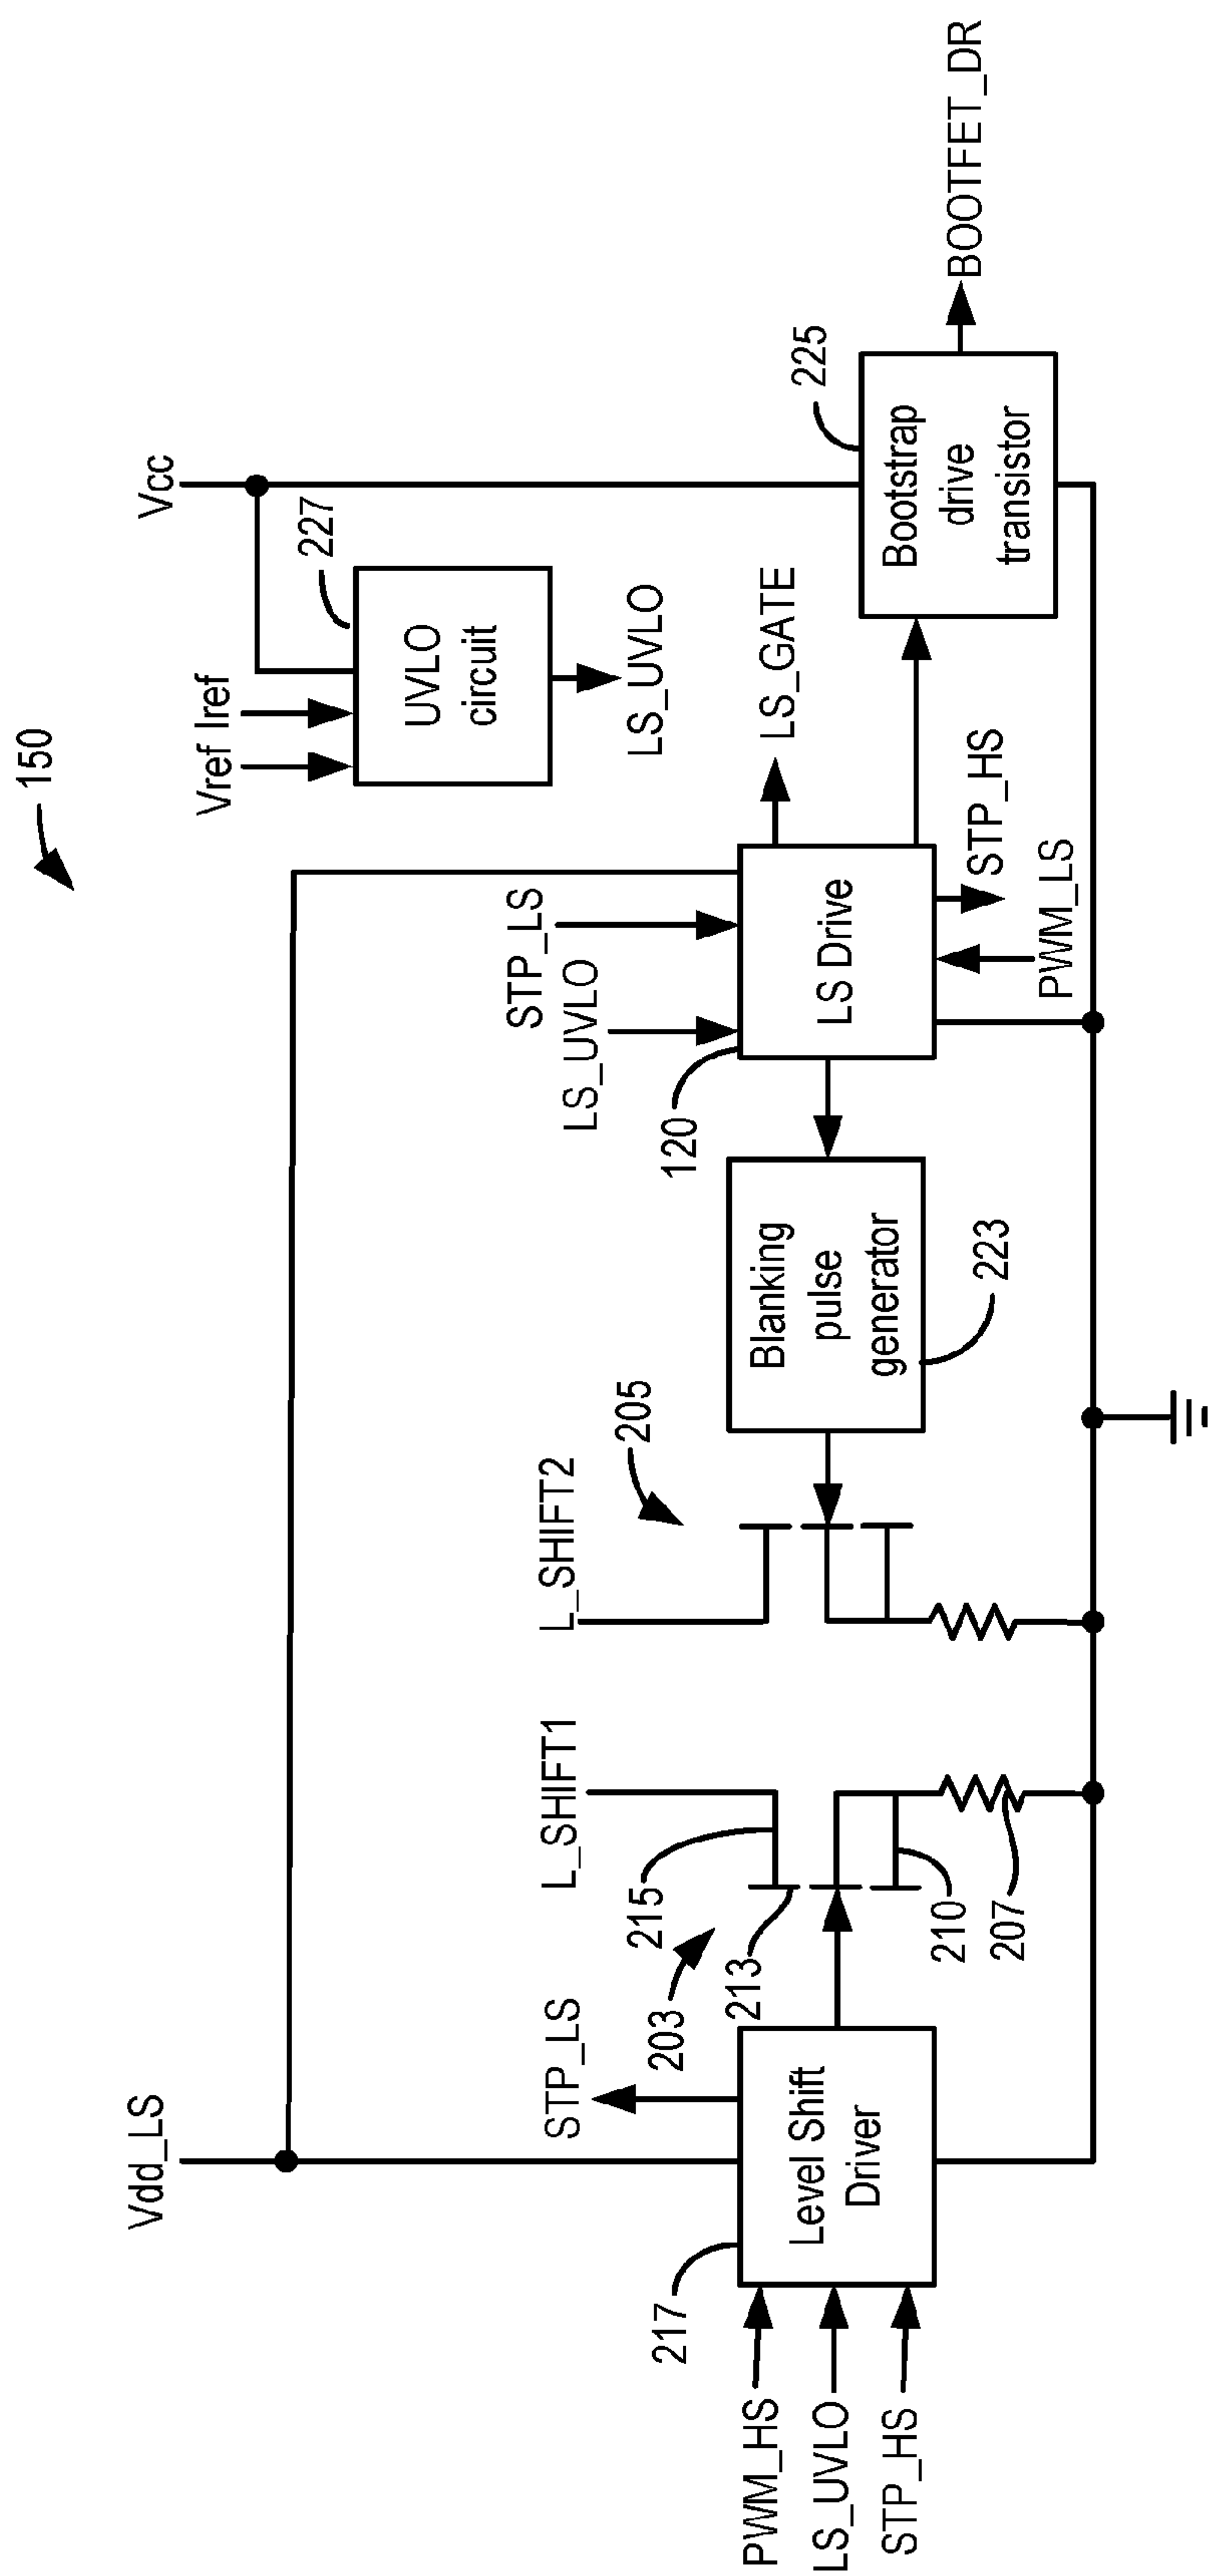 150
Vdd_LS
Vcc
Vref
Iref
227
UVLO
circuit
LS_UVLO
STP_LS
L_SHIFT1
L_SHIFT2
STP_LS
LS_UVLO
LS_GATE
225
BOOTFET_DR
217
203
215
213
205
120
PWM_HS
LS_UVLO
STP_HS
Level Shift
Driver
Blanking
pulse
generator
LS Drive
Bootstrap
drive
transistor
210
207
223
PWM_LS
STP_HS